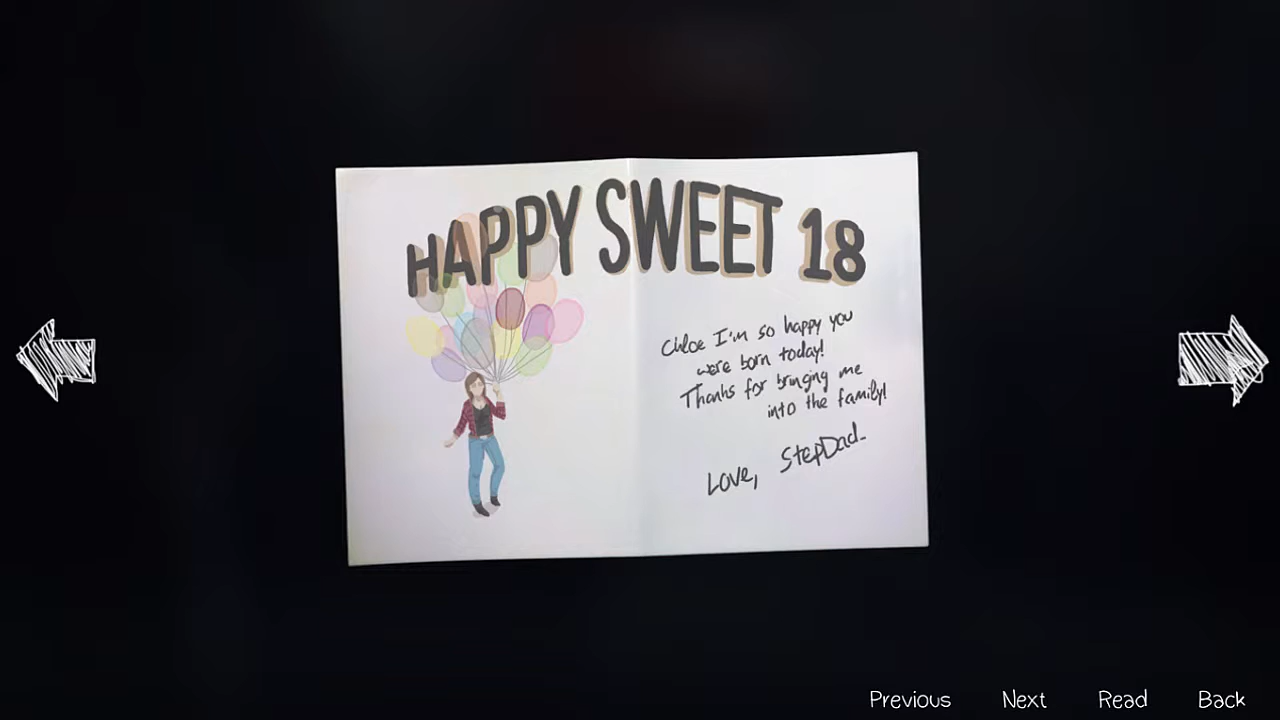 HAPPY SWEET 18
Chloe I'm so happy you
were born today!
Thanks for bringing me
into the family!
Love, StepDad
Previous Next Read Back